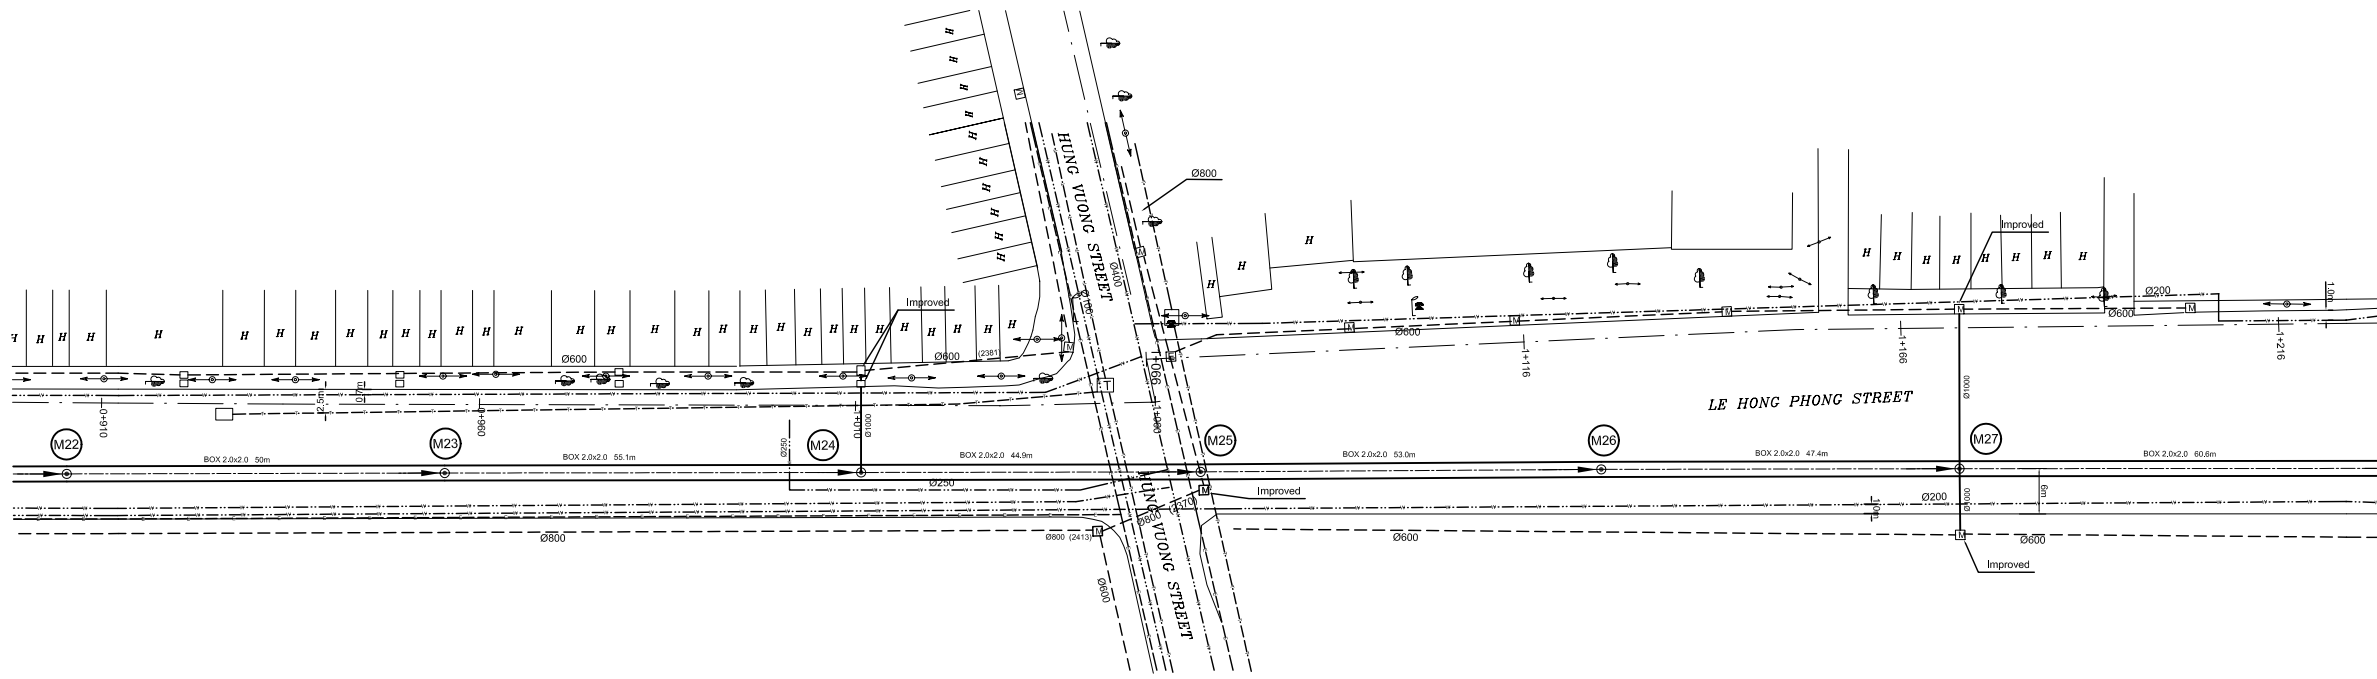 HUNG VUONG STREET
Ø800
Ø400
Ø100
Improved
Improved
Ø200
1.0m
Ø600
(2381)
Ø600
Ø600
Ø600
2.5m
0.7m
0+910
0+960
1+010
Ø1000
1+060
1+066
1+116
1+166
1+216
Ø1000
LE HONG PHONG STREET
M22
M23
M24
M25
M26
M27
Ø250
BOX 2.0x2.0 50m
BOX 2.0x2.0 55.1m
BOX 2.0x2.0 44.9m
BOX 2.0x2.0 53.0m
BOX 2.0x2.0 47.4m
BOX 2.0x2.0 60.6m
Ø250
Improved
Ø200
1.0m
Ø1000
6m
Ø800 (2370)
Ø800
Ø800 (2413)
Ø600
Ø600
Improved
Ø600
HUNG VUONG STREET
H H H H H H H H H H H H H H H H H H H H H H H H H H H
H H H H H H H H H H
H H H
H H H H H H H H
M M M M M M M M M M M
T